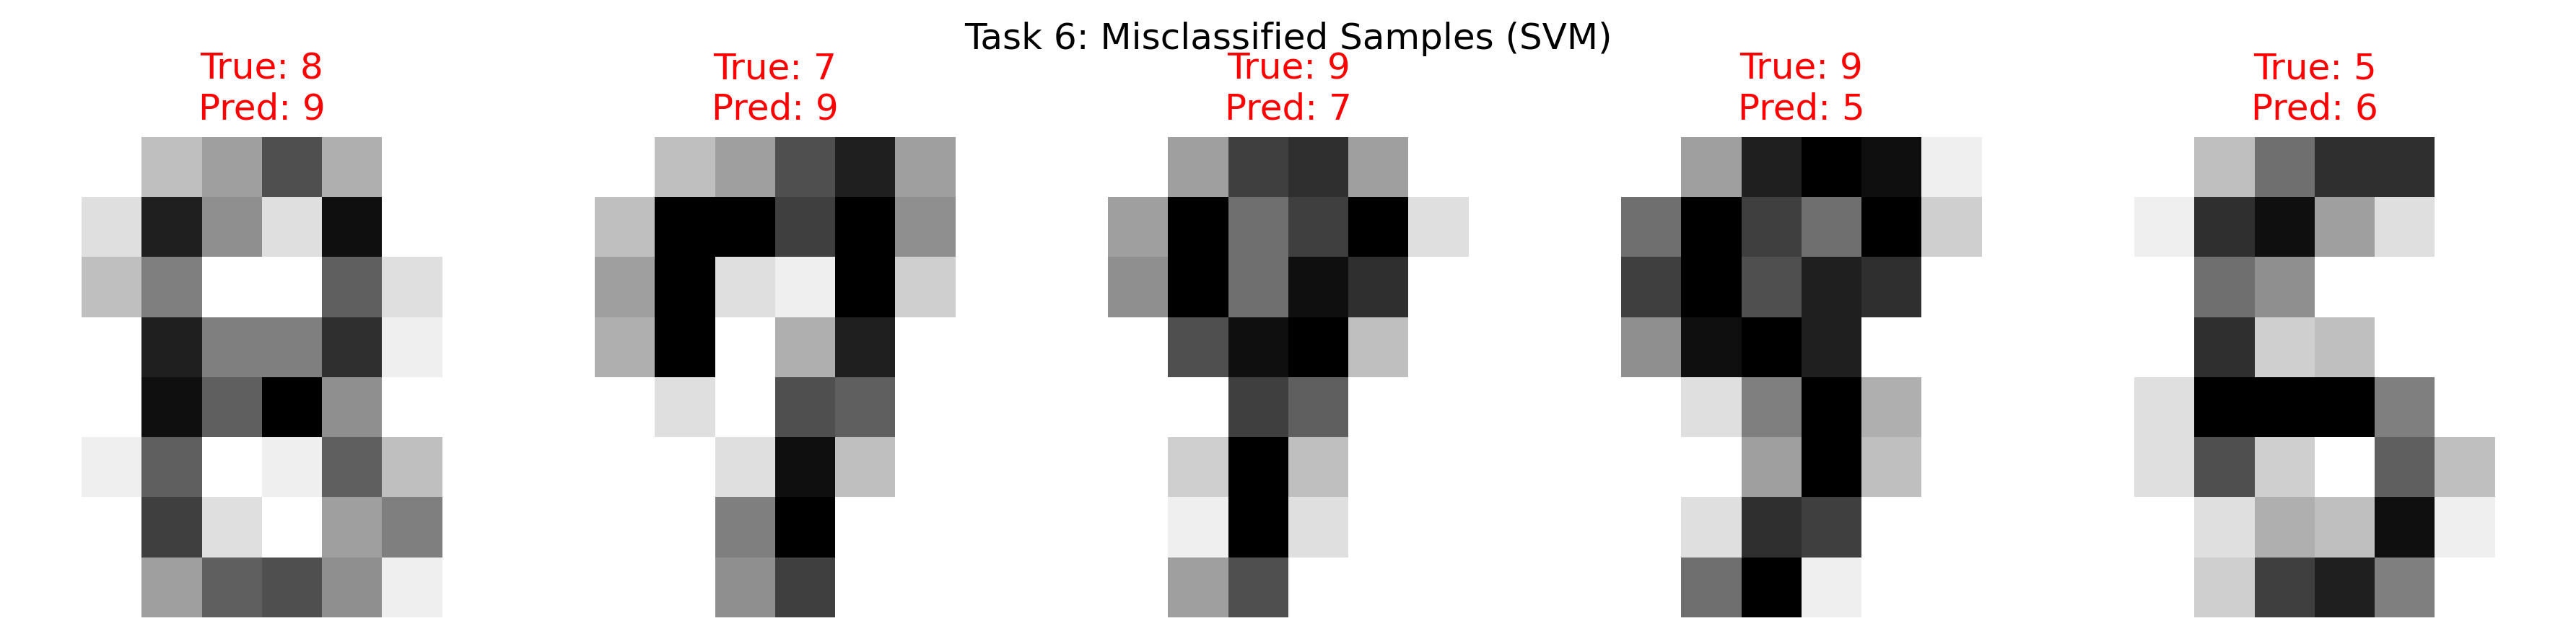 Task 6: Misclassified Samples (SVM)
True: 8
Pred: 9
True: 7
Pred: 9
True: 9
Pred: 7
True: 9
Pred: 5
True: 5
Pred: 6